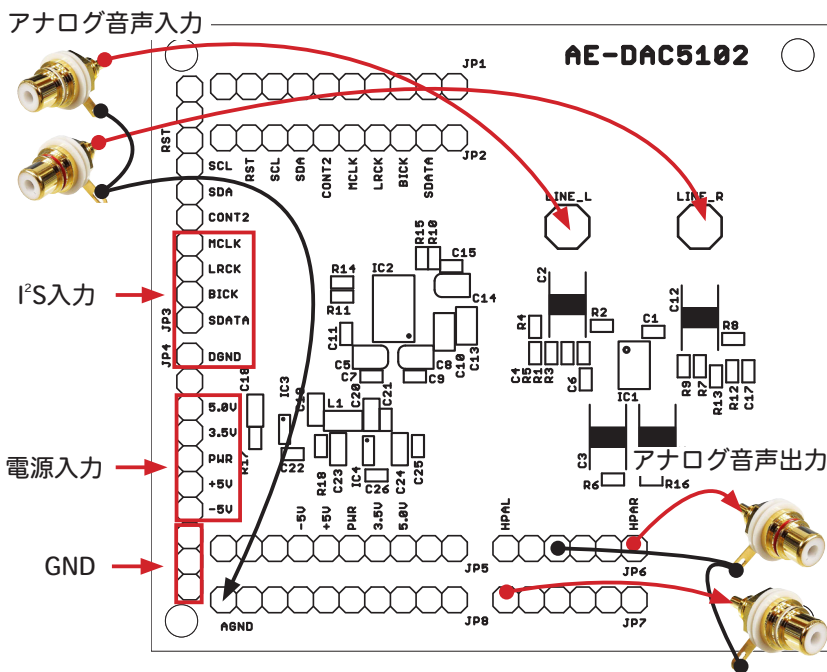 アナログ音声入力
AE-DAC5102
JP1
JP2
RST
RST
SCL
SDA
CONT2
MCLK
LRCK
BICK
SDATA
SCL
SDA
CONT2
MCLK
LRCK
BICK
SDATA
DGND
JP3
JP4
I²S入力
LINE_L
LINE_R
R15
R10
C15
R14
IC2
C14
R11
C11
C10
C13
C5
C8
C7
C9
C2
R2
C1
C12
R8
R4
C4
R5
R1
R3
C6
IC1
R9
R7
R13
R12
C17
C18
IC3
C19
L1
C20
C21
R17
C22
R18
C23
IC4
C26
C24
C25
C3
R6
R16
5.0V
3.5V
PWR
+5V
-5V
電源入力
アナログ音声出力
-5V
+5V
PWR
3.5V
5.0V
HPAL
HPAR
GND
JP5
JP6
AGND
JP8
JP7